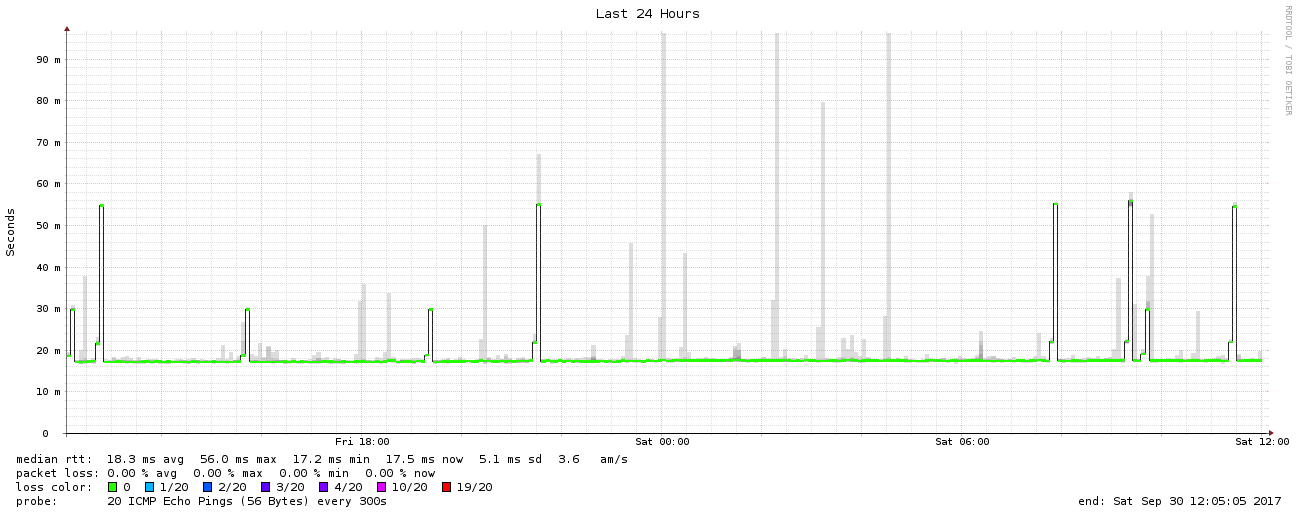 Last 24 Hours
RRDTOOL / TOBI OETIKER
Seconds
90 m
80 m
70 m
60 m
50 m
40 m
30 m
20 m
10 m
0
Fri 18:00 Sat 00:00 Sat 06:00 Sat 12:00
median rtt: 18.3 ms avg 56.0 ms max 17.2 ms min 17.5 ms now 5.1 ms sd 3.6 am/s
packet loss: 0.00 % avg 0.00 % max 0.00 % min 0.00 % now
loss color: 0 1/20 2/20 3/20 4/20 10/20 19/20
probe: 20 ICMP Echo Pings (56 Bytes) every 300s end: Sat Sep 30 12:05:05 2017